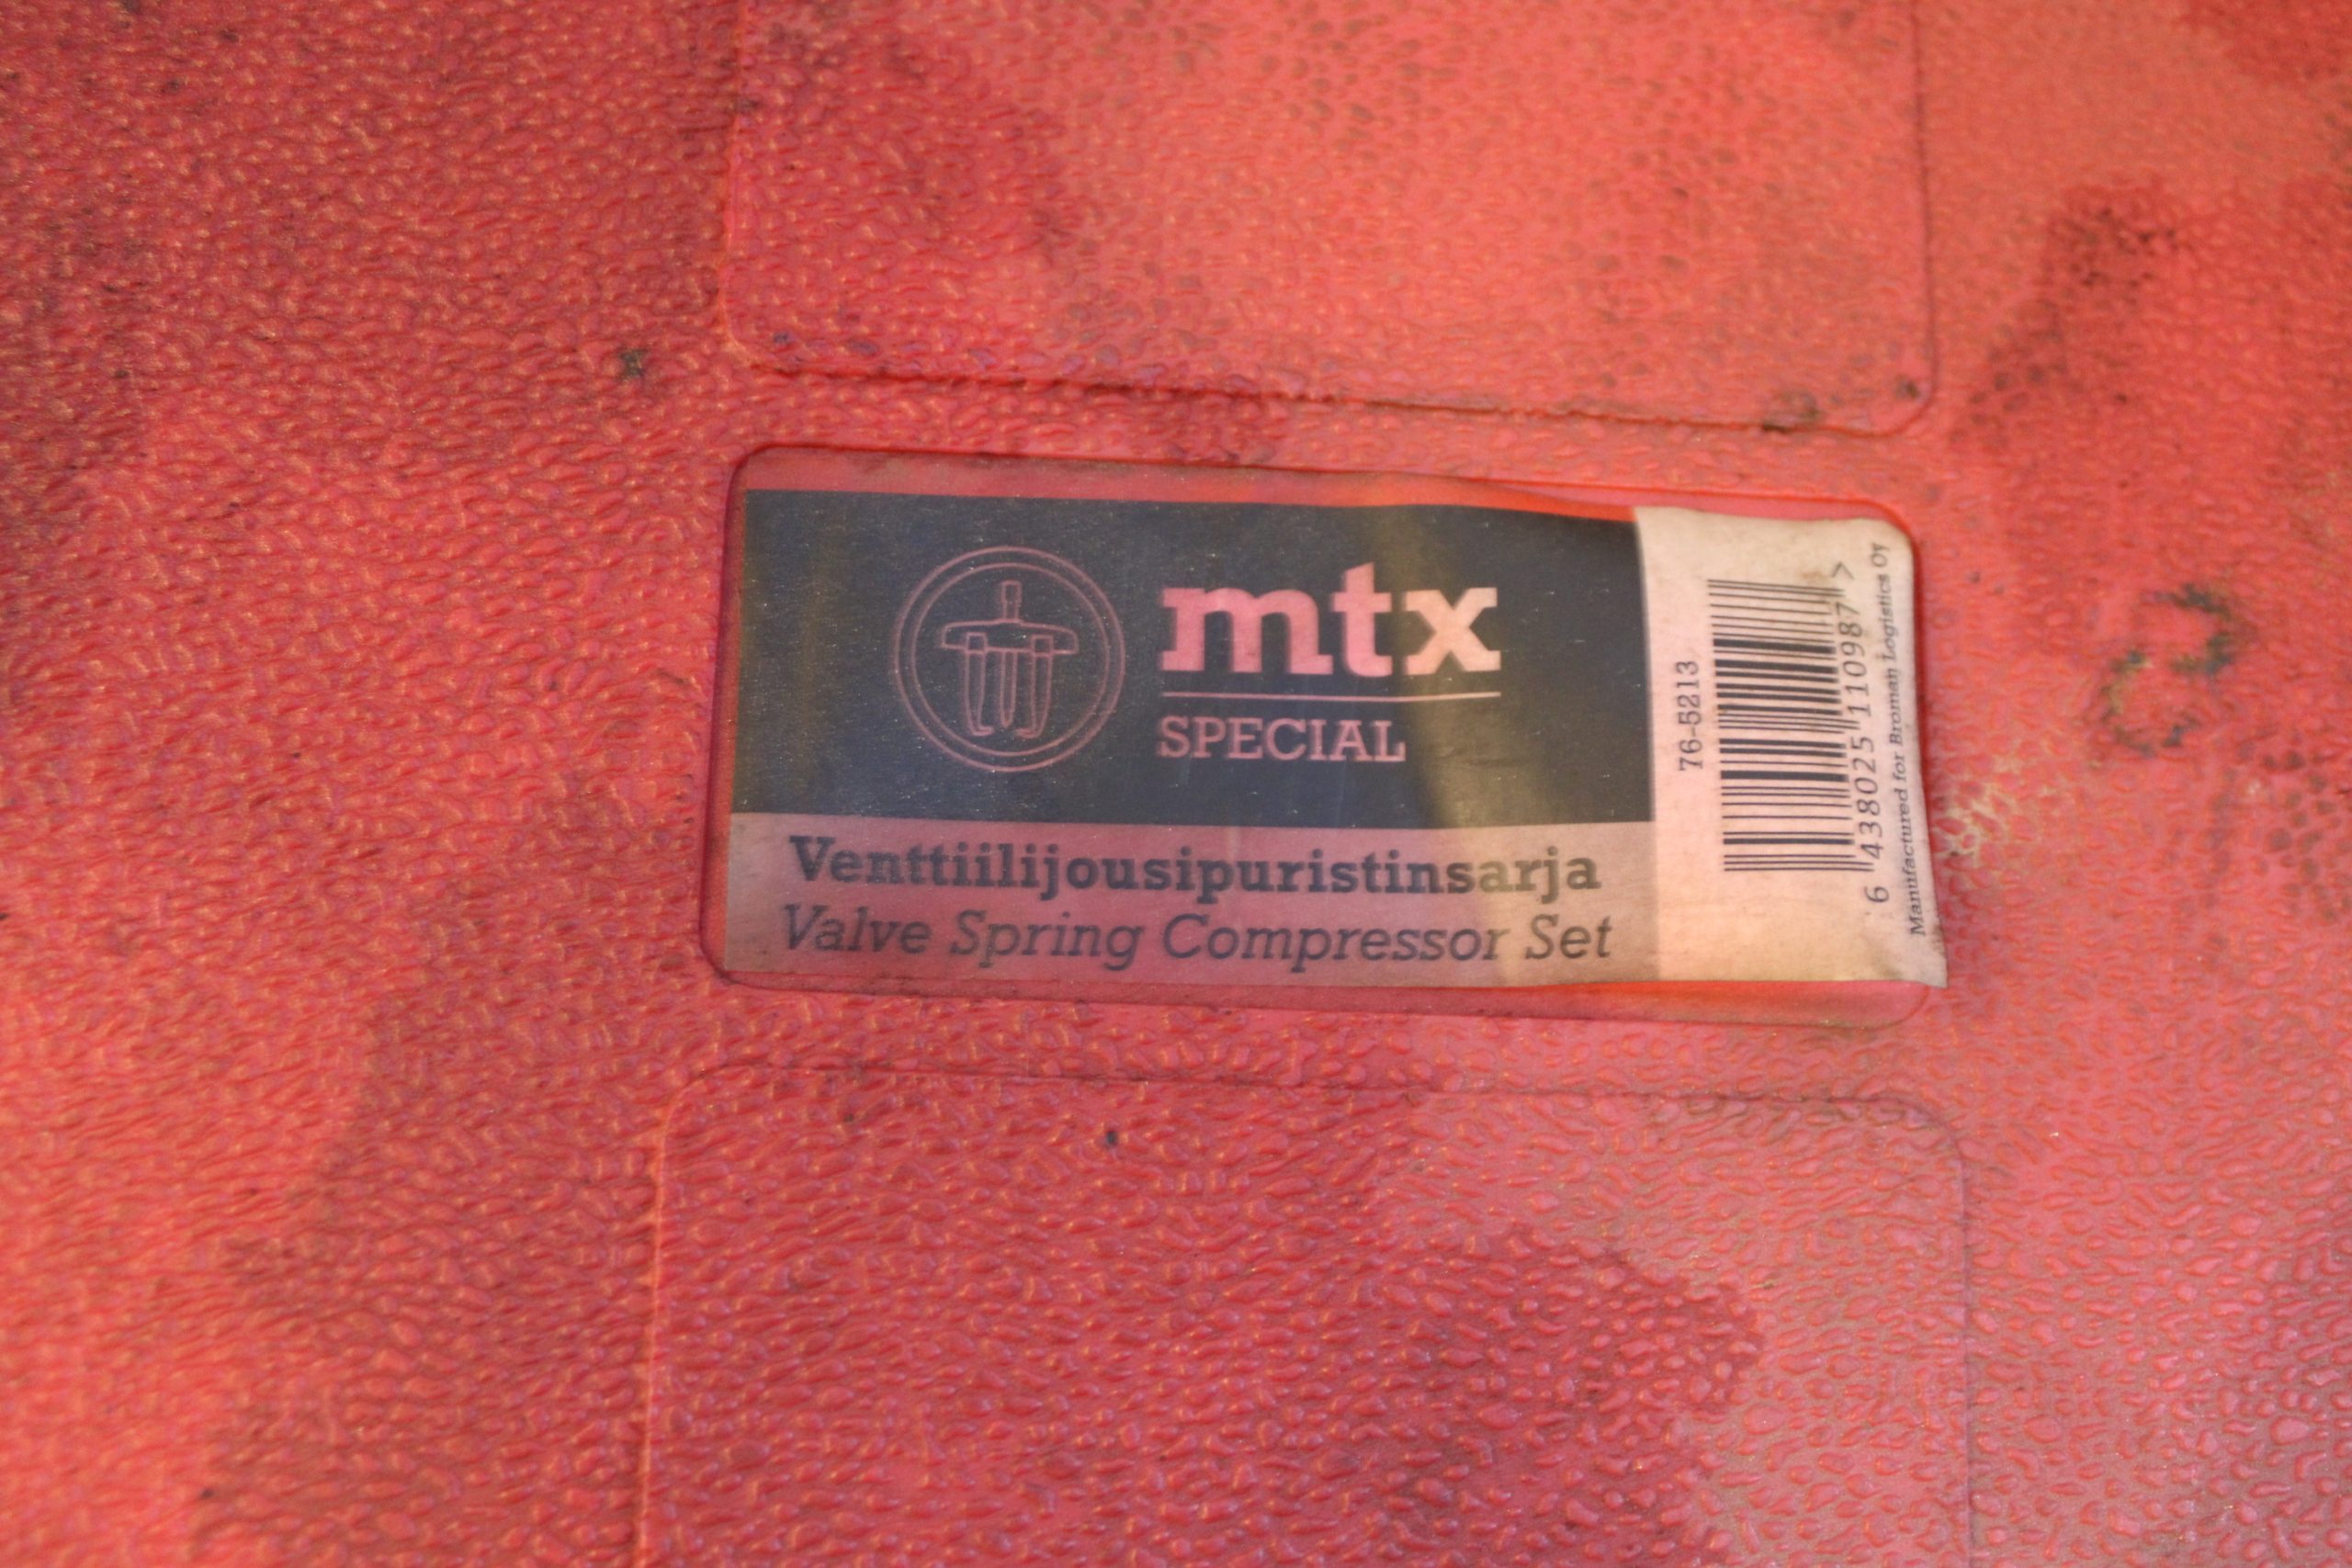 mtx
SPECIAL
Venttiilijousipuristinsarja
Valve Spring Compressor Set
76-5213
6 438025 110987 >
Manufactured for Broman Logistics Oy